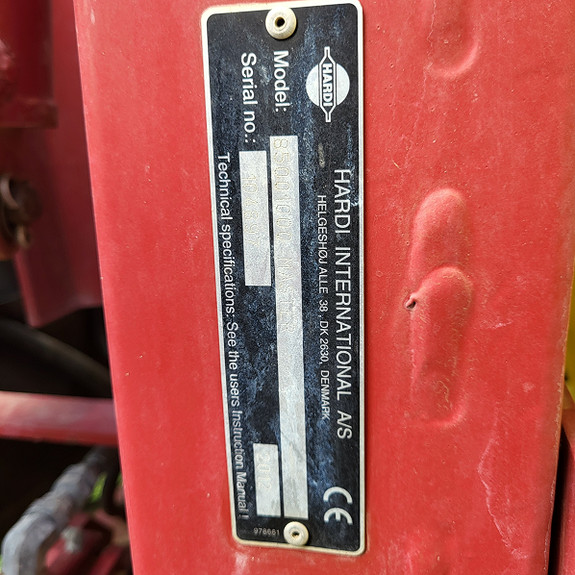 HARDI
HARDI INTERNATIONAL A/S
HELGESHØJ ALLE 38, DK 2630, DENMARK
Model:
Serial no.:
Technical specifications: See the users Instruction Manual!
978681
CE